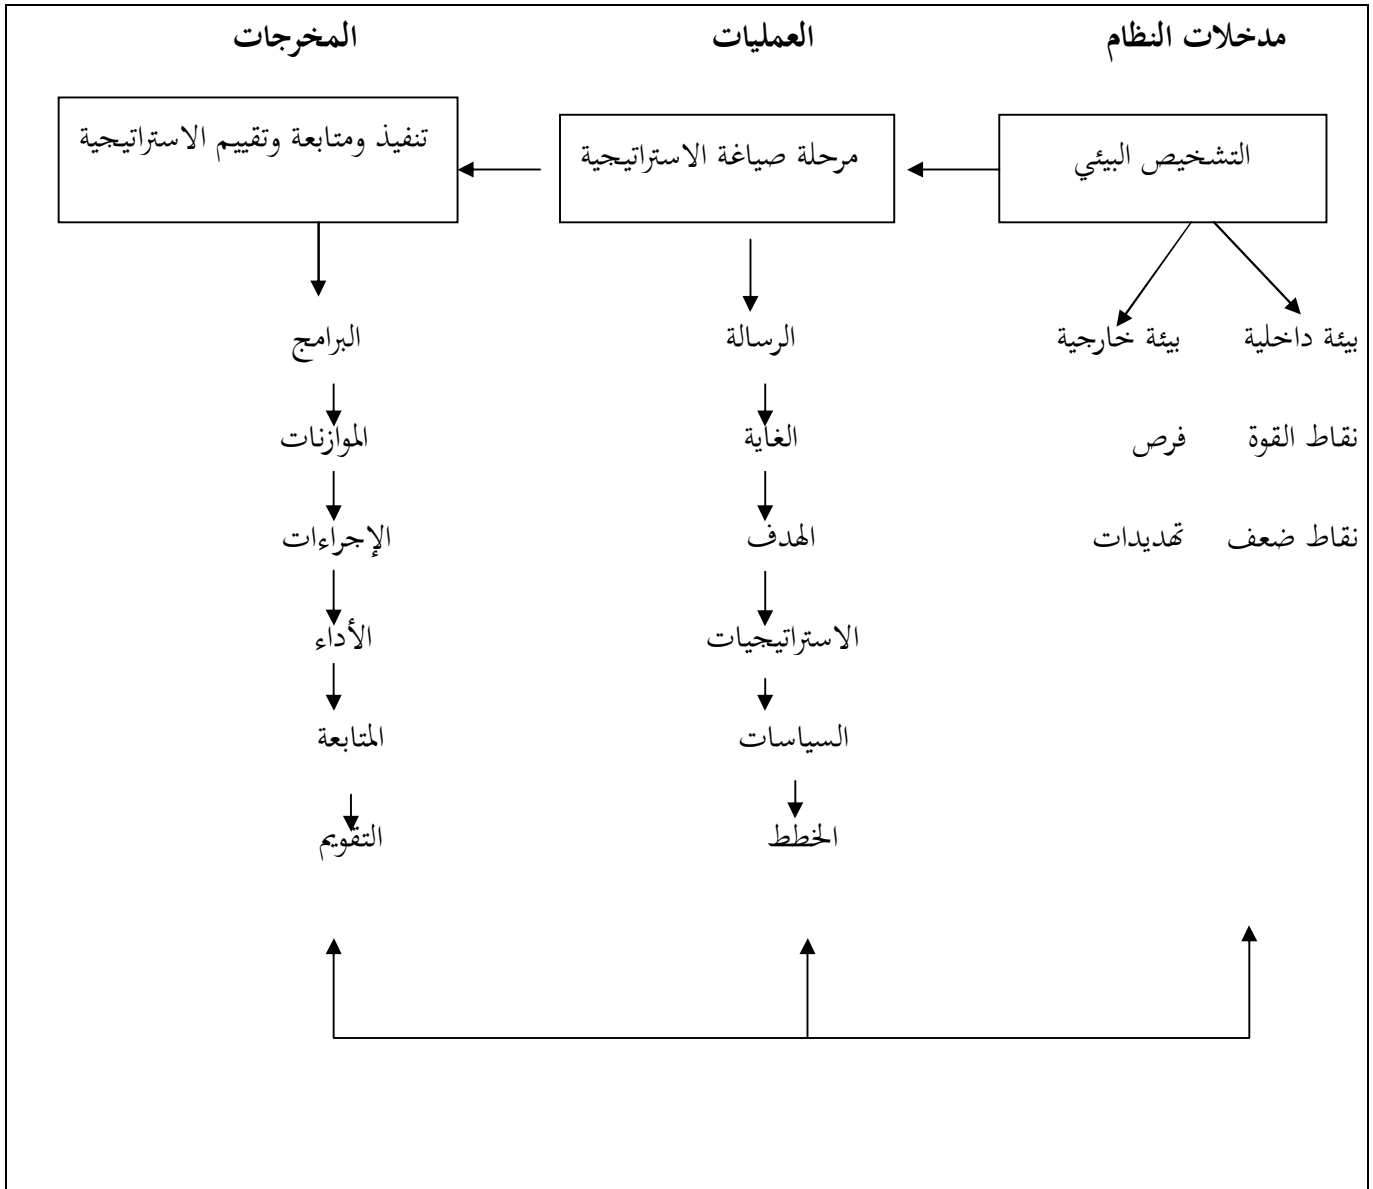 مدخلات النظام العمليات المخرجات
التشخيص البيئي مرحلة صياغة الاستراتيجية تنفيذ ومتابعة وتقييم الاستراتيجية
بيئة داخلية بيئة خارجية الرسالة البرامج
نقاط القوة فرص الغاية الموازنات
نقاط ضعف تهديدات الهدف الإجراءات
الاستراتيجيات الأداء
السياسات المتابعة
الخطط التقويم